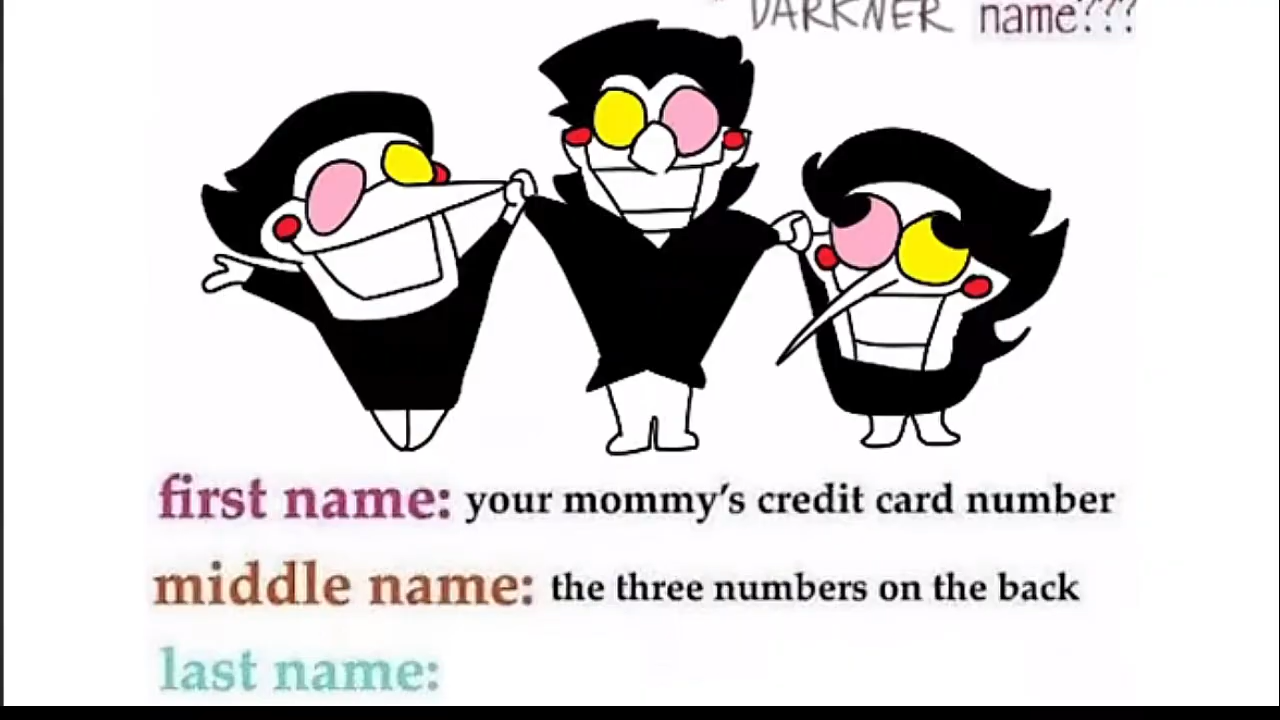 DARKNER name???
first name: your mommy's credit card number
middle name: the three numbers on the back
last name: